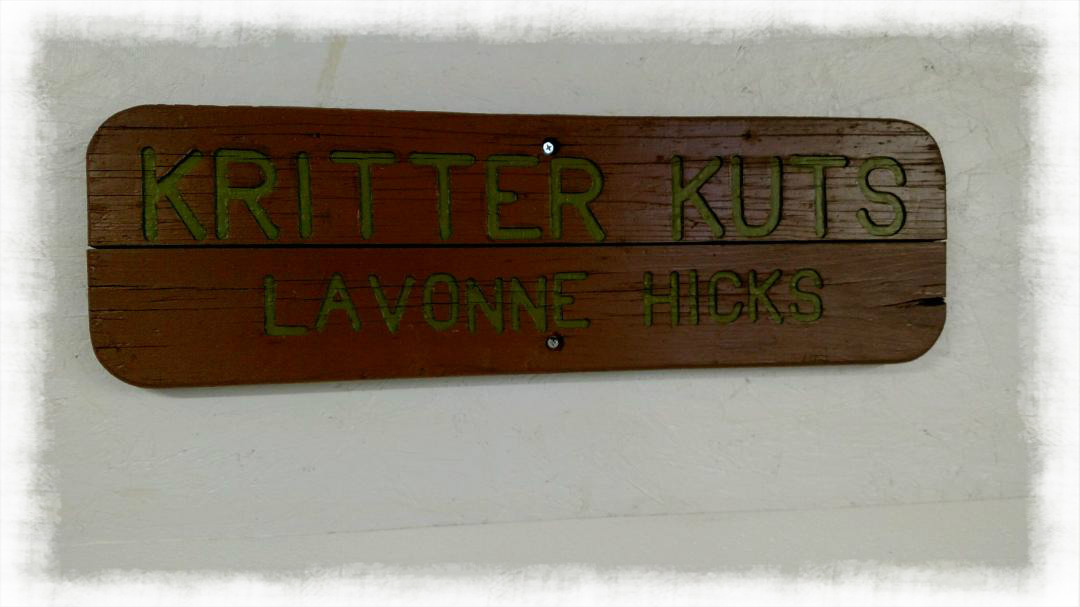 KRITTER KUTS
LAVONNE HICKS